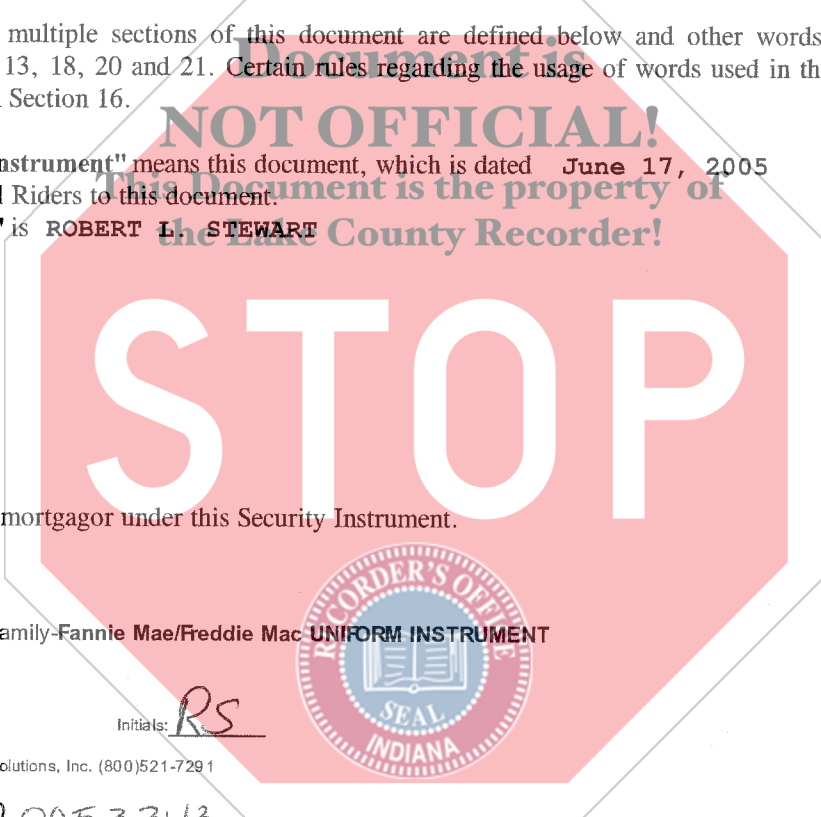 multiple sections of this document are defined below and other words
13, 18, 20 and 21. Certain rules regarding the usage of words used in th
Section 16.
Document is
NOT OFFICIAL!
This Document is the property of
the Lake County Recorder!
nstrument" means this document, which is dated June 17, 2005
Riders to this document.
" is ROBERT L. STEWART
STOP
mortgagor under this Security Instrument.
RECORDER'S OFFICE
SEAL
INDIANA
amily-Fannie Mae/Freddie Mac UNIFORM INSTRUMENT
Initials: RS
olutions, Inc. (800)521-7291